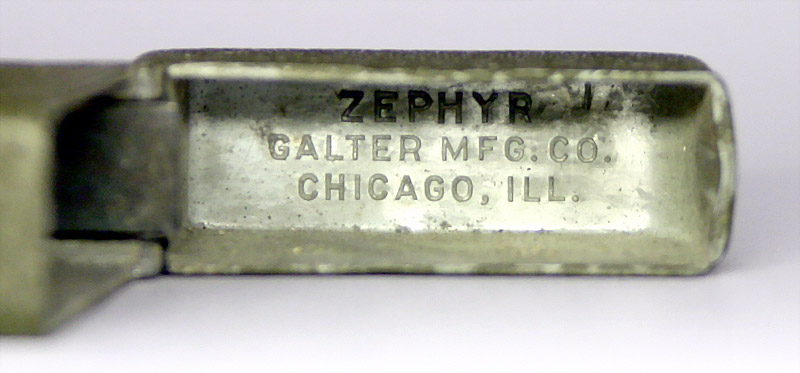 ZEPHYR
GALTER MFG. CO.
CHICAGO, ILL.